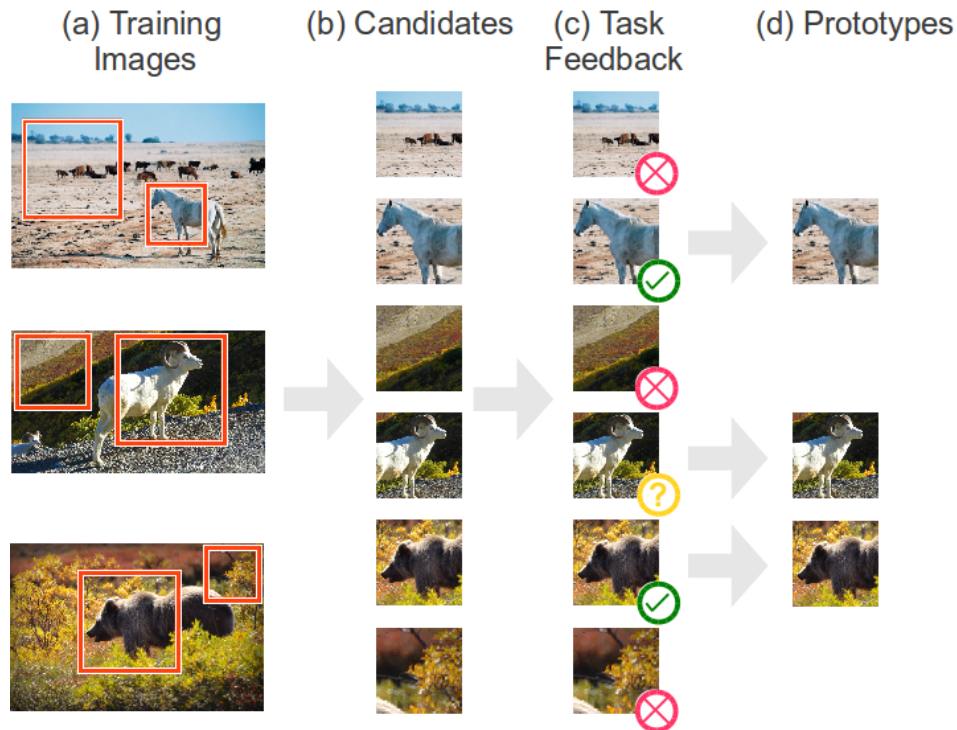 (a) Training
Images
(b) Candidates
(c) Task
Feedback
(d) Prototypes
?